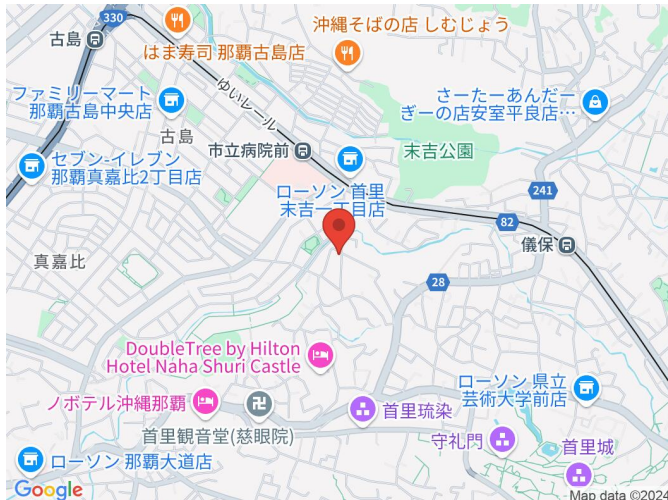 330
古島
はま寿司 那覇古島店
沖縄そばの店 しむじょう
ファミリーマート
那覇古島中央店
古島
ゆいレール
さーたーあんだー
ぎーの店安室平良店…
市立病院前
末吉公園
セブン-イレブン
那覇真嘉比2丁目店
ローソン 首里
末吉一丁目店
241
82
儀保
真嘉比
28
DoubleTree by Hilton
Hotel Naha Shuri Castle
ノボテル沖縄那覇
ローソン 県立
芸術大学前店
首里観音堂(慈眼院)
首里琉染
守礼門
首里城
ローソン 那覇大道店
Google
Map data ©2024